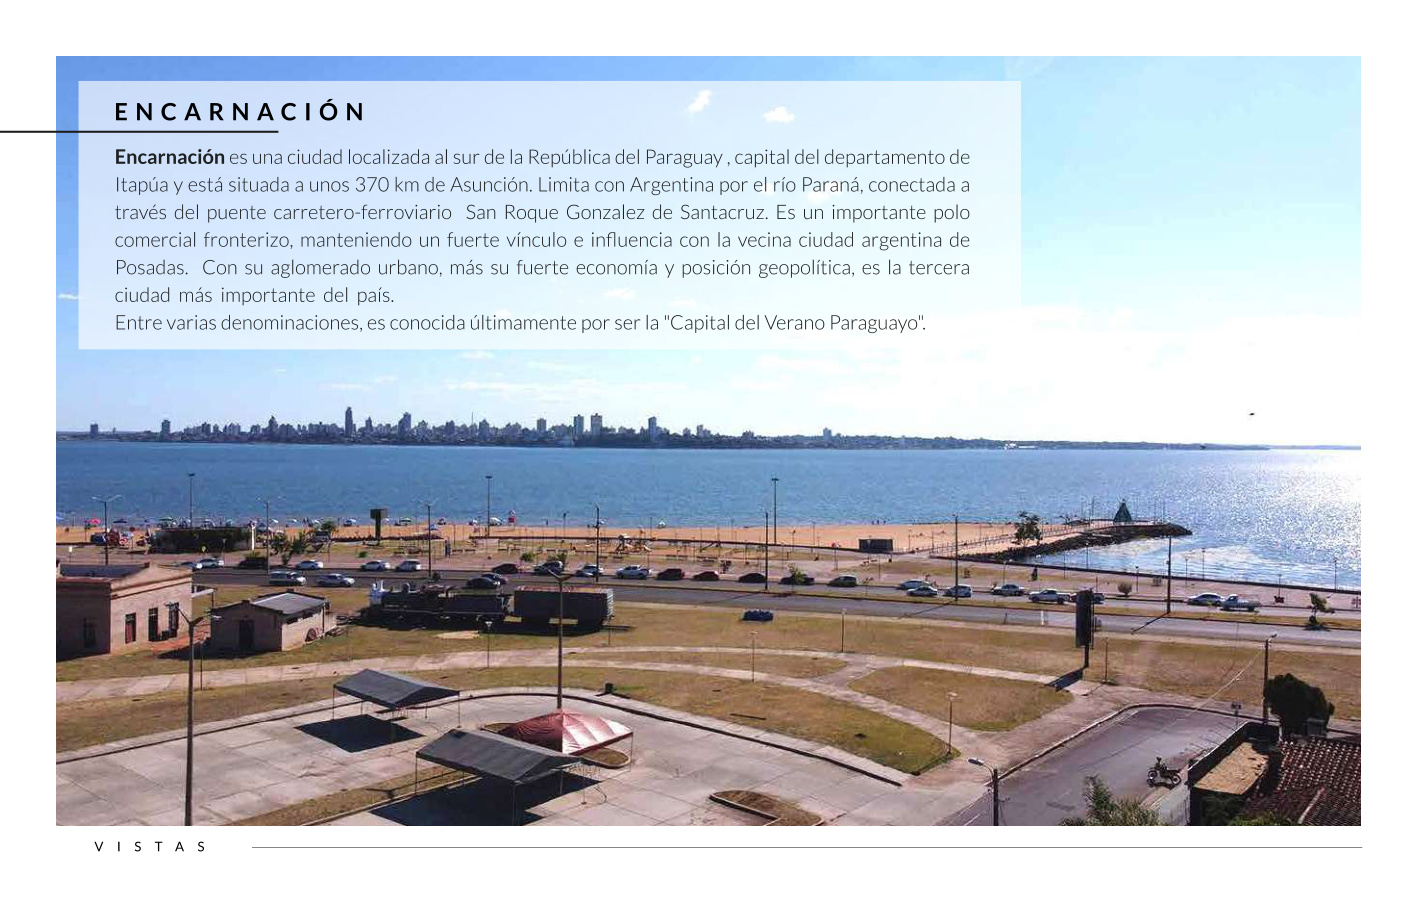 ENCARNACIÓN
Encarnación es una ciudad localizada al sur de la República del Paraguay , capital del departamento de
Itapúa y está situada a unos 370 km de Asunción. Limita con Argentina por el río Paraná, conectada a
través del puente carretero-ferroviario  San Roque Gonzalez de Santacruz. Es un importante polo
comercial fronterizo, manteniendo un fuerte vínculo e influencia con la vecina ciudad argentina de
Posadas.  Con su aglomerado urbano, más su fuerte economía y posición geopolítica, es la tercera
ciudad más importante del país.
Entre varias denominaciones, es conocida últimamente por ser la "Capital del Verano Paraguayo".
VISTAS